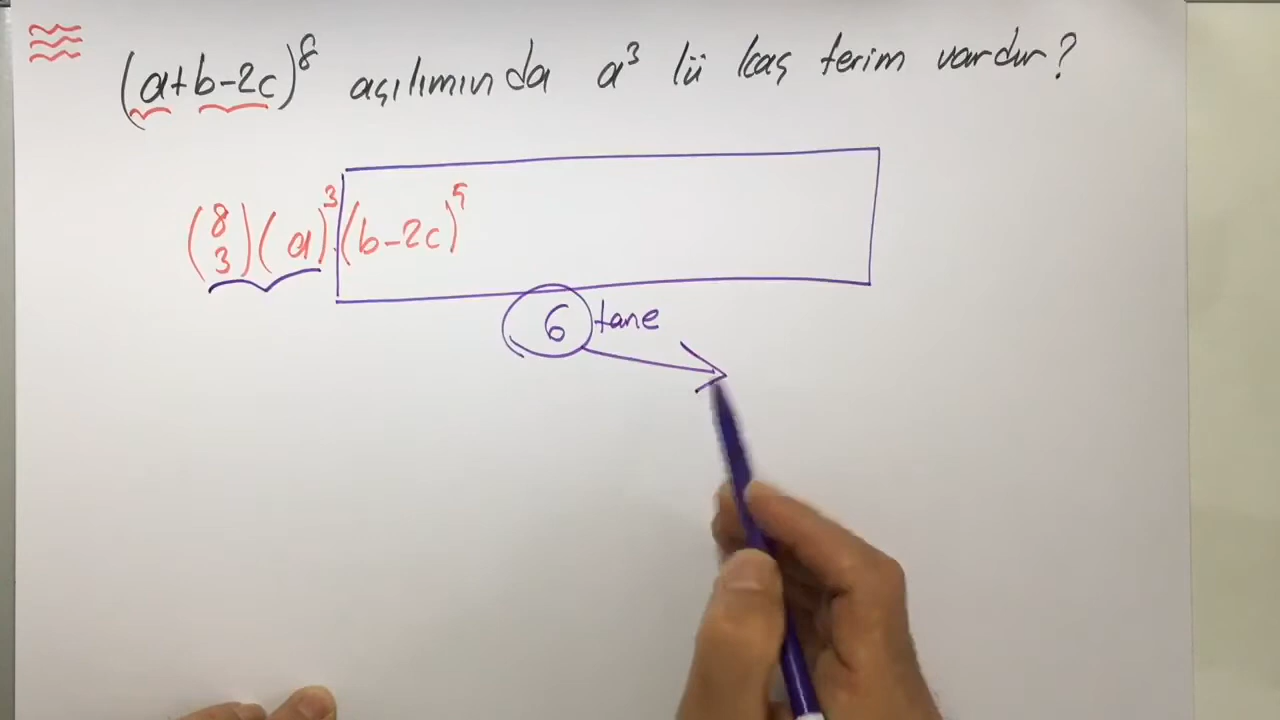 (a+b-2c)^8 açılımında a^3 lü kaç terim vardır?
(8 3)(a)^3.(b-2c)^5
6 tane